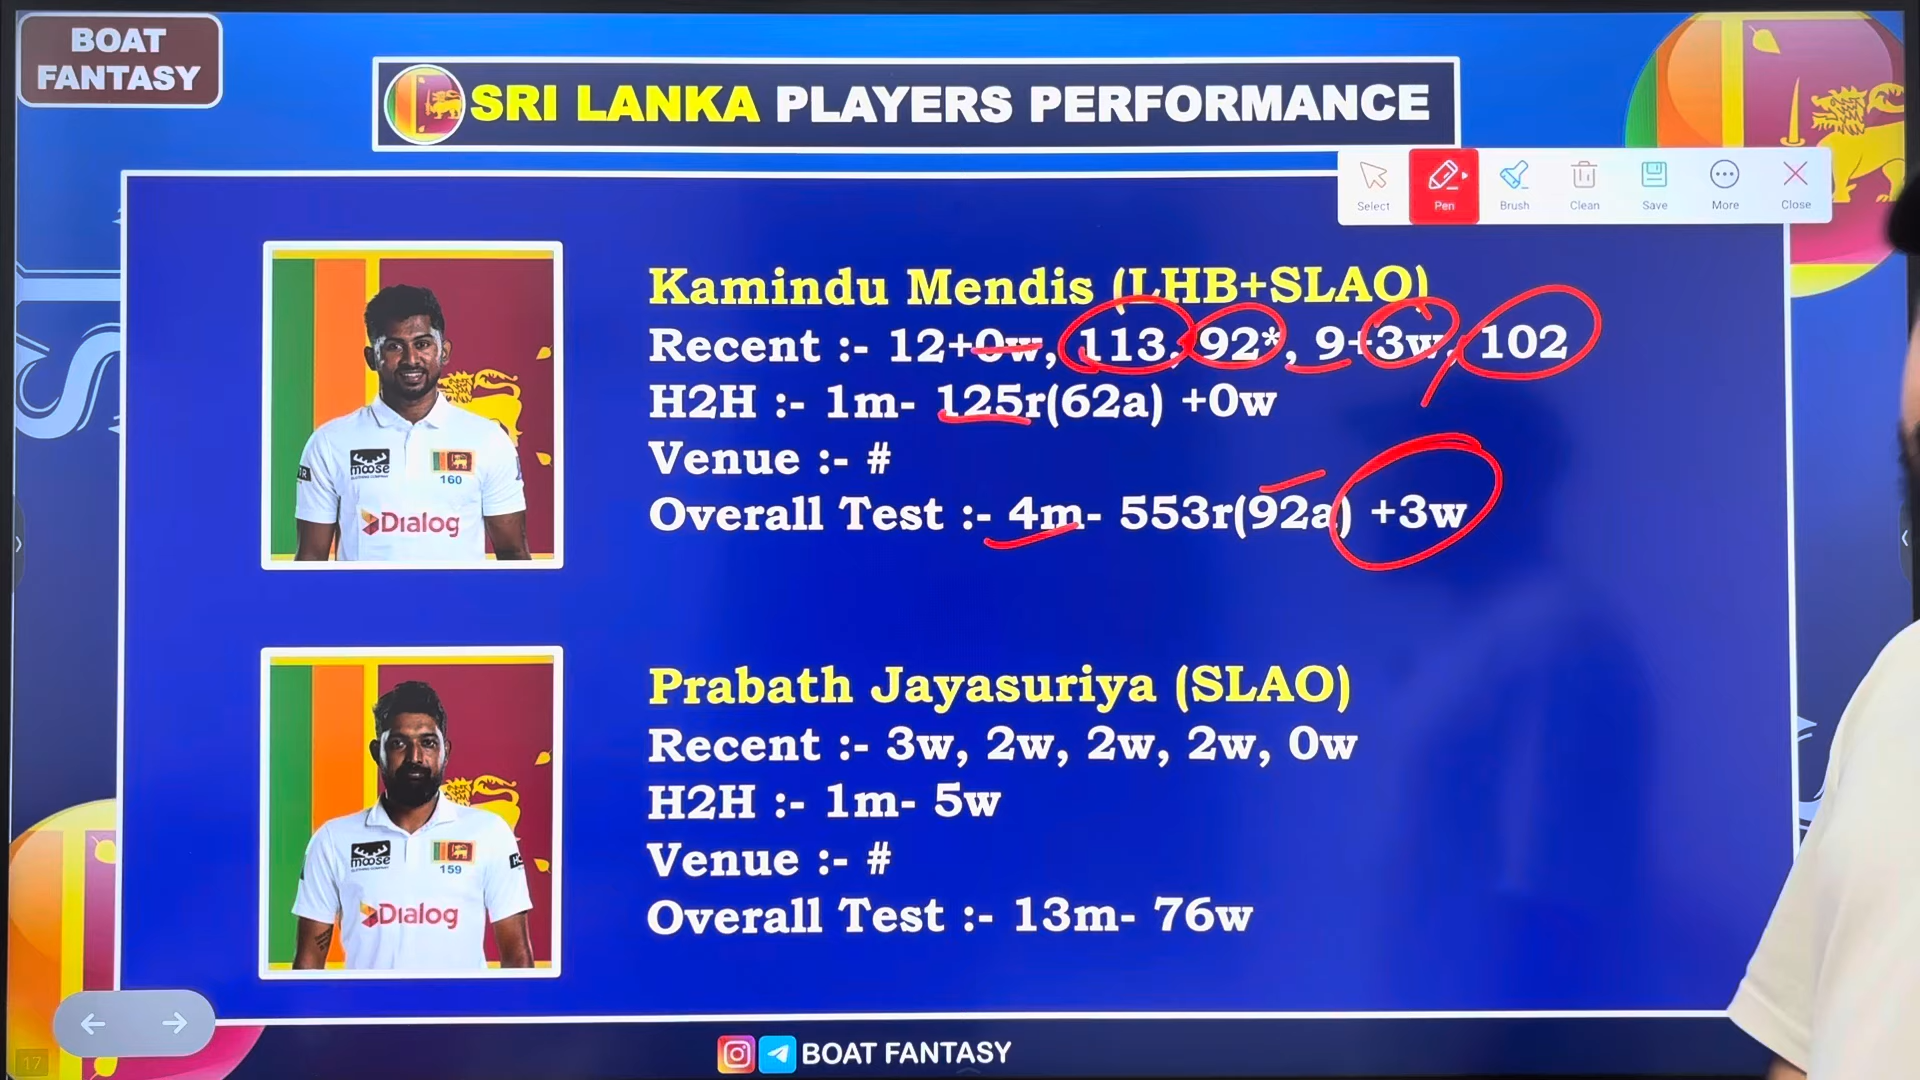 BOAT
FANTASY
SRI LANKA PLAYERS PERFORMANCE
Select
Pen
Brush
Clean
Save
More
Close
Kamindu Mendis (LHB+SLAO)
Recent :- 12+0w, 113, 92*, 9+3w, 102
H2H :- 1m- 125r(62a) +0w
Venue :- #
Overall Test :- 4m- 553r(92a) +3w
moose
160
Dialog
Prabath Jayasuriya (SLAO)
Recent :- 3w, 2w, 2w, 2w, 0w
H2H :- 1m- 5w
Venue :- #
Overall Test :- 13m- 76w
moose
159
Dialog
17
BOAT FANTASY